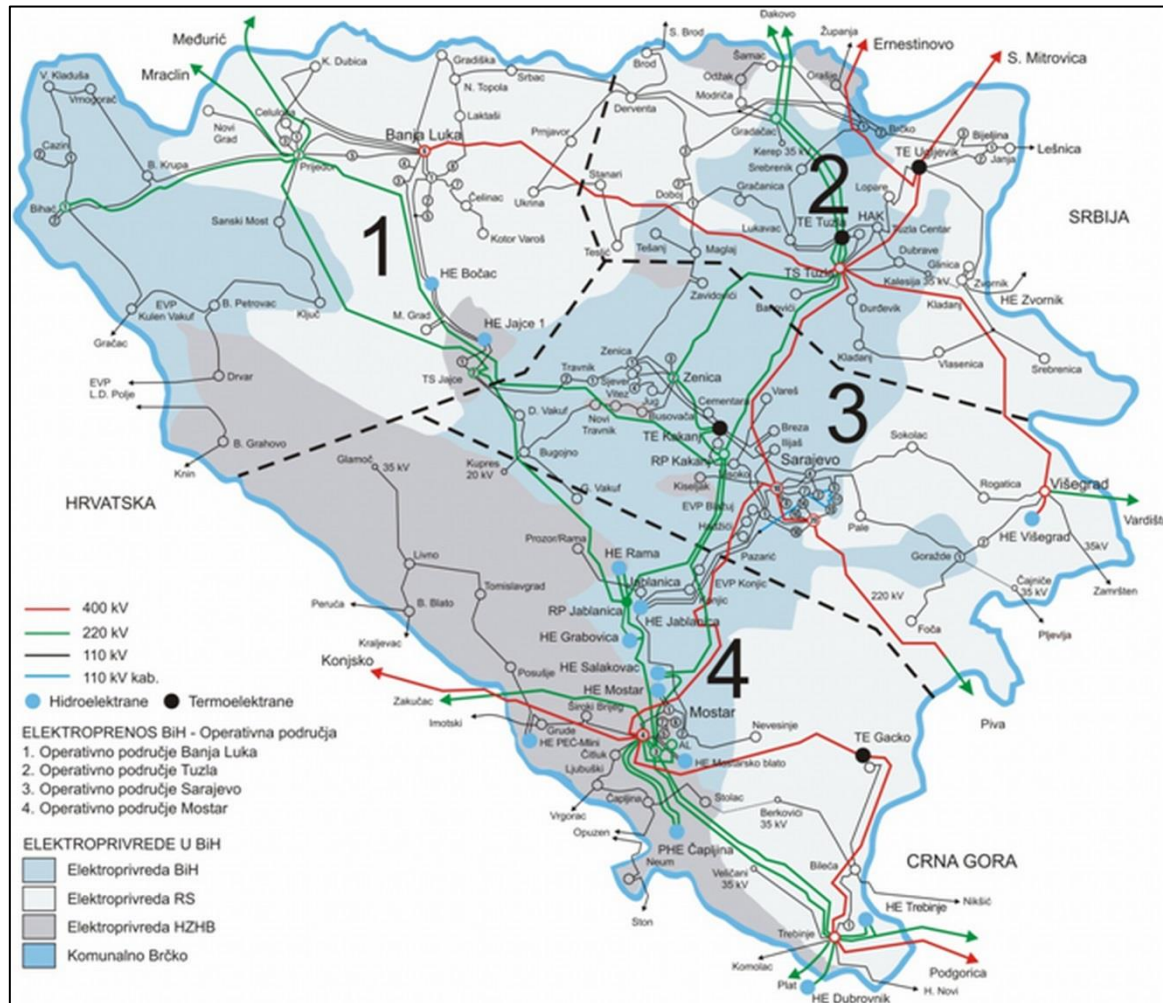 Đakovo
S. Brod
Županja
Međurić
Ernestinovo
S. Mitrovica
Mraclin
K. Dubica
Gradiška
Brod
Šamac
Odžak
Orašje
V. Kladuša
Vrnograč
N. Topola
Srbac
Modriča
Derventa
Celuloza
Novi
Grad
Laktaši
Banja Luka
Prnjavor
Gradačac
Brčko
Bijeljina
Cazin
B. Krupa
Prijedor
Kerep 35 kV
TE Ugljevik
Janja
Lešnica
Srebrenik
Stanari
Ukrina
Doboj
Gračanica
Lopare
Čelinac
Bihać
Sanski Most
Kotor Varoš
Lukavac
TE Tuzla
HAK
Tuzla Centar
SRBIJA
1
2
Teslić
Tešanj
Maglaj
Dubrave
TS Tuzla
Kalesija 35 kV
Glinica
HE Bočac
Zavidovići
Banovići
Đurđevik
Kladanj
Zvornik
HE Zvornik
EVP
Kulen Vakuf
B. Petrovac
Ključ
M. Grad
HE Jajce 1
Gračac
Kladanj
Vlasenica
Srebrenica
Drvar
EVP
L.D. Polje
TS Jajce
Travnik
Zenica
Sjever
Zenica
Vitez
Jug
Novi
Travnik
Busovača
Cementara
Vareš
3
B. Grahovo
Knin
D. Vakuf
TE Kakanj
Breza
Ilijaš
Bugojno
RP Kakanj
Visoko
Sarajevo
Sokolac
Glamoč
35 kV
Kupres
20 kV
Kiseljak
Rogatica
Višegrad
HRVATSKA
G. Vakuf
EVP Blažuj
Hadžići
Pale
Vardište
HE Višegrad
Prozor/Rama
HE Rama
Pazarić
Goražde
35kV
Livno
Tomislavgrad
Jablanica
EVP Konjic
Konjic
Čajniče
35 kV
Zamršten
Peruča
B. Blato
RP Jablanica
HE Jablanica
Foča
Pljevlja
Kraljevac
HE Grabovica
220 kV
Konjsko
Posušje
HE Salakovac
4
HE Mostar
Zakučac
Široki Brijeg
Mostar
Nevesinje
Piva
Imotski
Grude
HE PEĆ-Mlini
AL
TE Gacko
Čitluk
HE Mostarsko blato
Ljubuški
Vrgorac
Čapljina
Stolac
Berkovići
35 kV
Opuzen
PHE Čapljina
Neum
Veličani
35 kV
Bileća
CRNA GORA
Ston
Nikšić
HE Trebinje
Trebinje
Komolac
Podgorica
Plat
H. Novi
HE Dubrovnik
400 kV
220 kV
110 kV
110 kV kab.
Hidroelektrane
Termoelektrane
ELEKTROPRENOS BiH - Operativna područja
1. Operativno područje Banja Luka
2. Operativno područje Tuzla
3. Operativno područje Sarajevo
4. Operativno područje Mostar
ELEKTROPRIVREDE U BiH
Elektroprivreda BiH
Elektroprivreda RS
Elektroprivreda HZHB
Komunalno Brčko